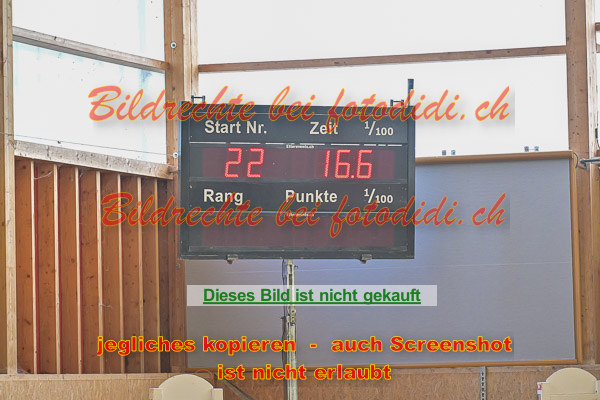 Bildrechte bei fotodidi.ch
Start Nr. Zeit 1/100
22 16.6
Rang Punkte 1/100
Bildrechte bei fotodidi.ch
Dieses Bild ist nicht gekauft
jegliches kopieren - auch Screenshot
ist nicht erlaubt